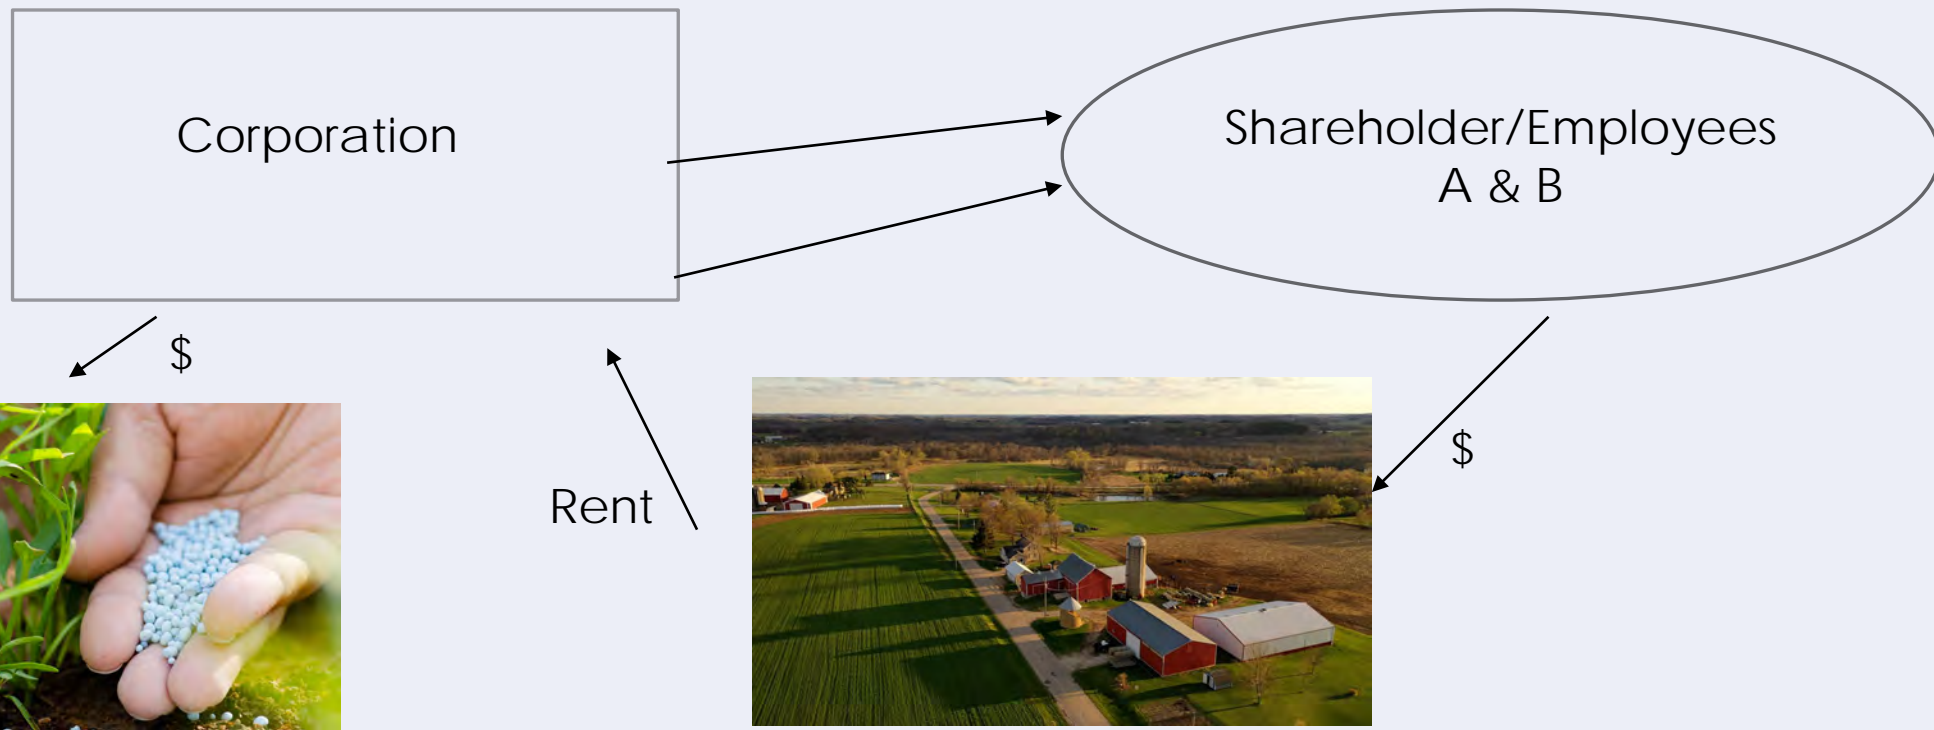 Corporation
Shareholder/Employees
A & B
$
$
Rent